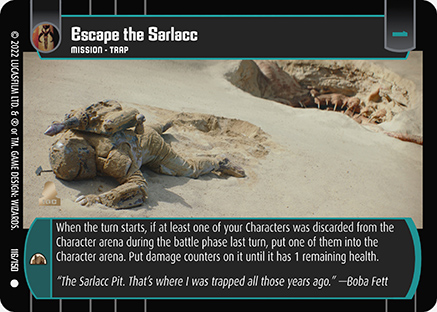 Escape the Sarlacc
MISSION • TRAP
© 2022 LUCASFILM LTD. & ® or TM. GAME DESIGN: WIZARDS.
When the turn starts, if at least one of your Characters was discarded from the
Character arena during the battle phase last turn, put one of them into the
Character arena. Put damage counters on it until it has 1 remaining health.
"The Sarlacc Pit. That's where I was trapped all those years ago." —Boba Fett